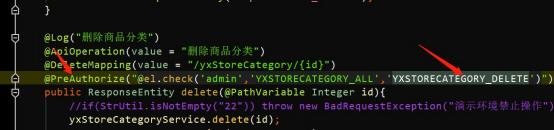 }
@Log("删除商品分类")
@ApiOperation(value = "删除商品分类")
@DeleteMapping(value = "/yxStoreCategory/{id}")
@PreAuthorize("@el.check('admin','YXSTORECATEGORY_ALL','YXSTORECATEGORY_DELETE')")
public ResponseEntity delete(@PathVariable Integer id){
//if(StrUtil.isNotEmpty("22")) throw new BadRequestException("演示环境禁止操作")
yxStoreCategoryService.delete(id);